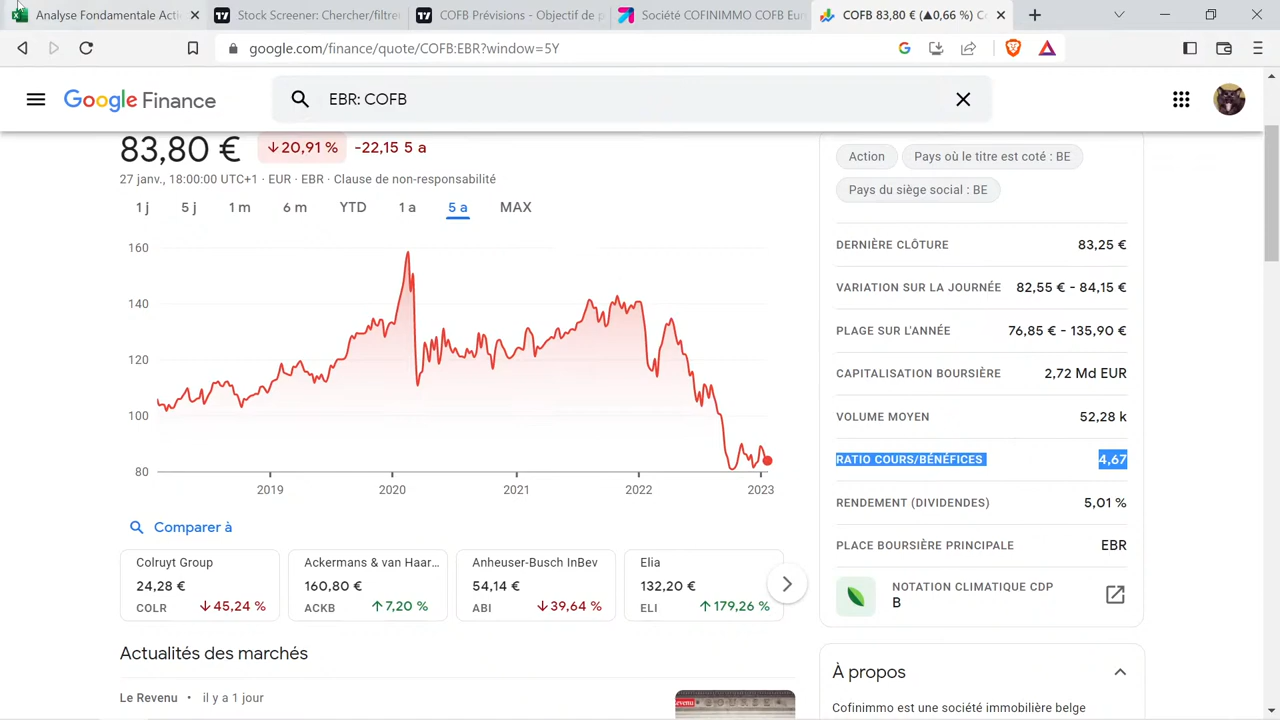 Analyse Fondamentale Acti
Stock Screener: Chercher/filtrer
COFB Prévisions - Objectif de p
Société COFINIMMO COFB Eur
COFB 83,80 € (▲0,66 %) C
google.com/finance/quote/COFB:EBR?window=5Y
Google Finance
EBR: COFB
83,80 €
↓20,91 %
-22,15 5 a
27 janv., 18:00:00 UTC+1 · EUR · EBR · Clause de non-responsabilité
1 j
5 j
1 m
6 m
YTD
1 a
5 a
MAX
160
140
120
100
80
2019
2020
2021
2022
2023
Comparer à
Colruyt Group
24,28 €
COLR
↓45,24 %
Ackermans & van Haar...
160,80 €
ACKB
↑7,20 %
Anheuser-Busch InBev
54,14 €
ABI
↓39,64 %
Elia
132,20 €
ELI
↑179,26 %
Actualités des marchés
Le Revenu • il y a 1 jour
Action
Pays où le titre est coté : BE
Pays du siège social : BE
DERNIÈRE CLÔTURE
83,25 €
VARIATION SUR LA JOURNÉE
82,55 € - 84,15 €
PLAGE SUR L'ANNÉE
76,85 € - 135,90 €
CAPITALISATION BOURSIÈRE
2,72 Md EUR
VOLUME MOYEN
52,28 k
RATIO COURS/BÉNÉFICES
4,67
RENDEMENT (DIVIDENDES)
5,01 %
PLACE BOURSIÈRE PRINCIPALE
EBR
NOTATION CLIMATIQUE CDP
B
À propos
Cofinimmo est une société immobilière belge